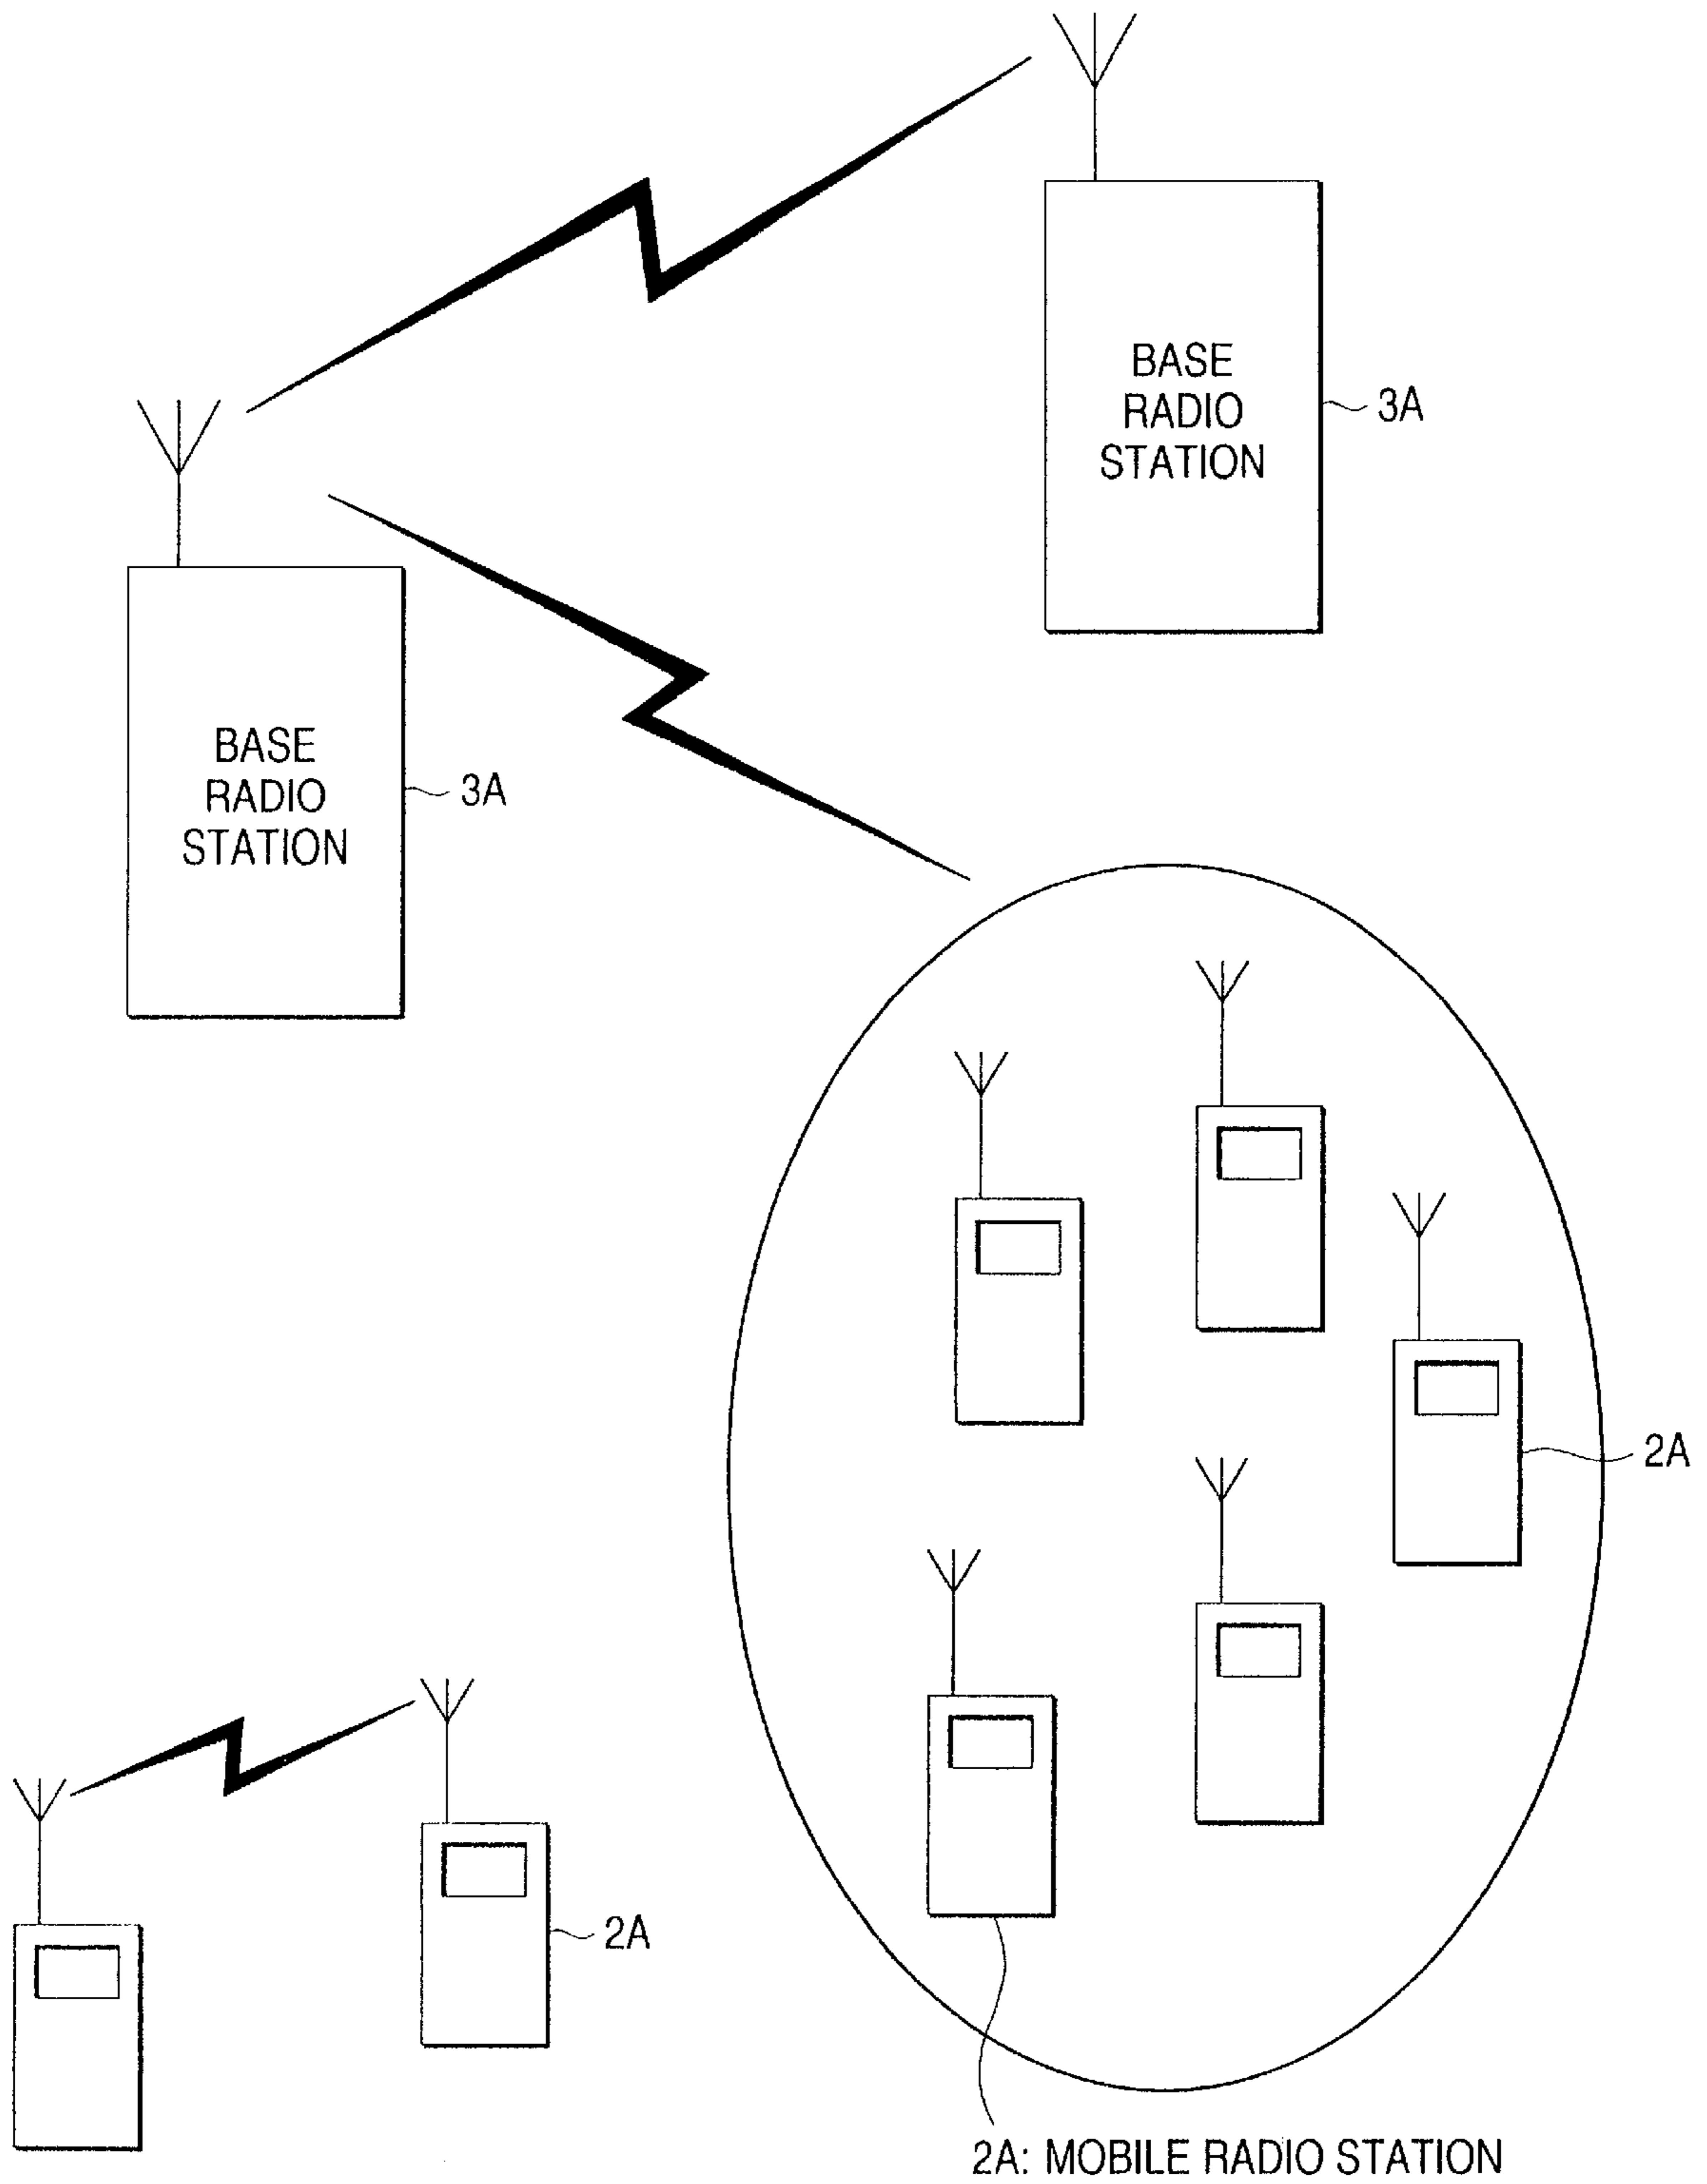 BASE
RADIO
STATION
3A
BASE
RADIO
STATION
3A
2A
2A
2A: MOBILE RADIO STATION